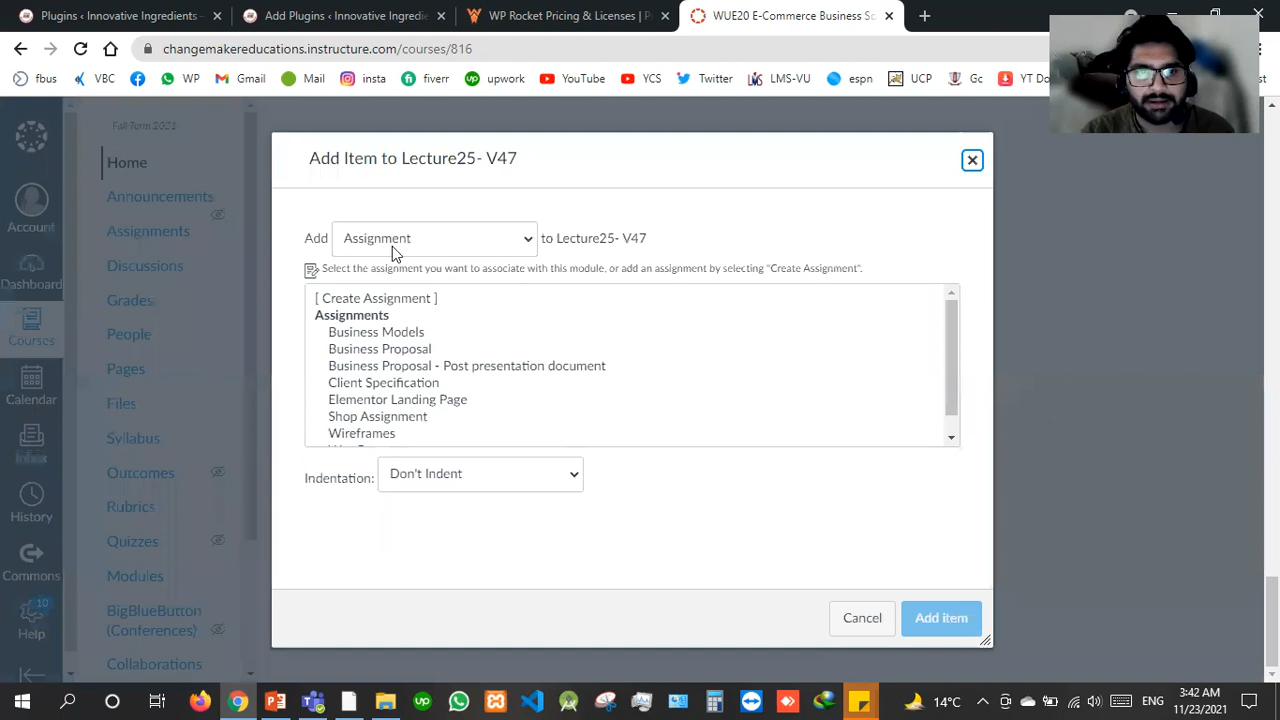 Plugins ‹ Innovative Ingredients - × Add Plugins ‹ Innovative Ingredie × WP Rocket Pricing & Licenses | P × WUE20 E-Commerce Business Sc ×
changemakereducations.instructure.com/courses/816
fbus VBC WP Gmail Mail insta fiverr upwork YouTube YCS Twitter LMS-VU espn UCP Gc YT Do
Fall Term 2021
Home
Announcements
Assignments
Discussions
Grades
People
Pages
Files
Syllabus
Outcomes
Rubrics
Quizzes
Modules
BigBlueButton
(Conferences)
Collaborations
Account
Dashboard
Courses
Calendar
Inbox
History
Commons
10
Help
Add Item to Lecture25- V47
Add Assignment to Lecture25- V47
Select the assignment you want to associate with this module, or add an assignment by selecting "Create Assignment".
[ Create Assignment ]
Assignments
Business Models
Business Proposal
Business Proposal - Post presentation document
Client Specification
Elementor Landing Page
Shop Assignment
Wireframes
Indentation: Don't Indent
Cancel Add item
14°C ENG 3:42 AM
11/23/2021